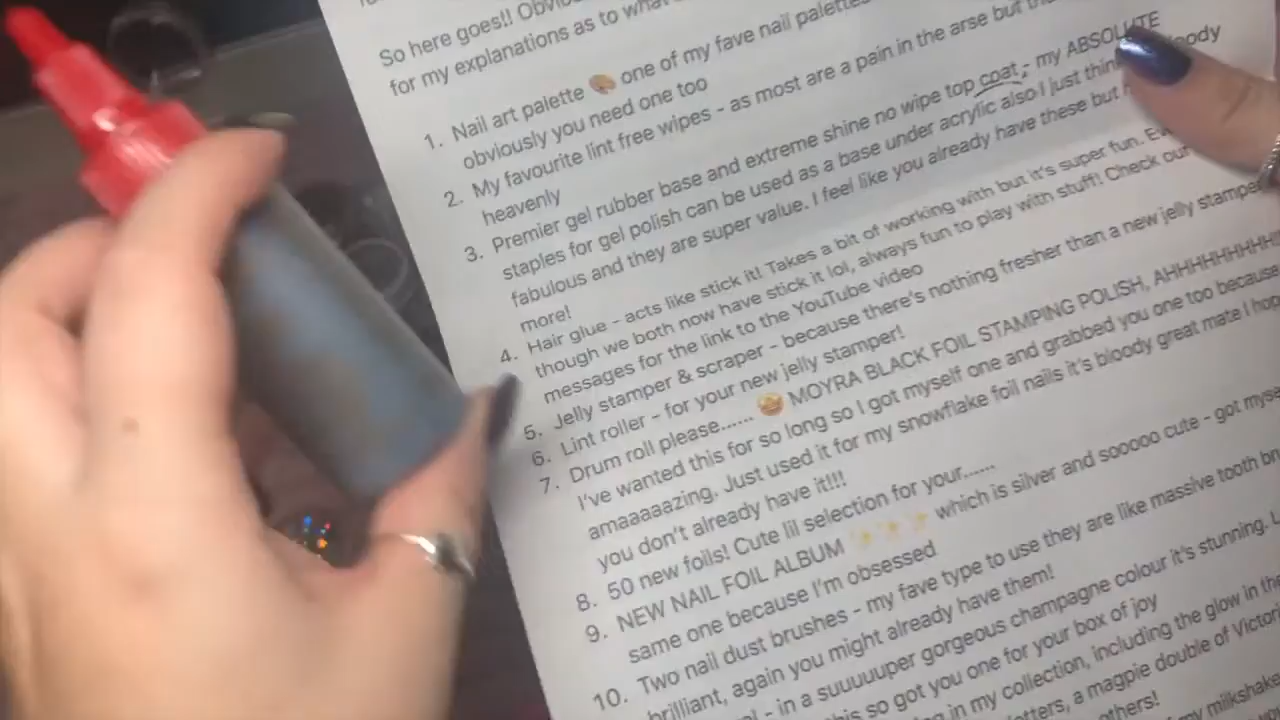 So here goes!! Obvio
for my explanations as to what
1. Nail art palette 🎨 one of my fave nail palettes
obviously you need one too
2. My favourite lint free wipes - as most are a pain in the arse but
heavenly
3. Premier gel rubber base and extreme shine no wipe top coat - my ABSOLUTE
staples for gel polish can be used as a base under acrylic also I just think bloody
fabulous and they are super value. I feel like you already have these but
more!
4. Hair glue - acts like stick it! Takes a bit of working with but it's super fun.
though we both now have stick it lol, always fun to play with stuff! Check our
messages for the link to the YouTube video
5. Jelly stamper & scraper - because there's nothing fresher than a new jelly stamper
6. Lint roller - for your new jelly stamper!
7. Drum roll please...... 🤩 MOYRA BLACK FOIL STAMPING POLISH, AHHHHHHHHH
I've wanted this for so long so I got myself one and grabbed you one too because
amaaaaazing. Just used it for my snowflake foil nails it's bloody great mate I hope
you don't already have it!!!
8. 50 new foils! Cute lil selection for your......
9. NEW NAIL FOIL ALBUM ✨✨✨ which is silver and sooooo cute - got myse
same one because I'm obsessed
10. Two nail dust brushes - my fave type to use they are like massive tooth br
brilliant, again you might already have them!
- in a suuuuuper gorgeous champagne colour it's stunning.
this so got you one for your box of joy
in my collection, including the glow in the
a magpie double of Victor
others!
my milkshake